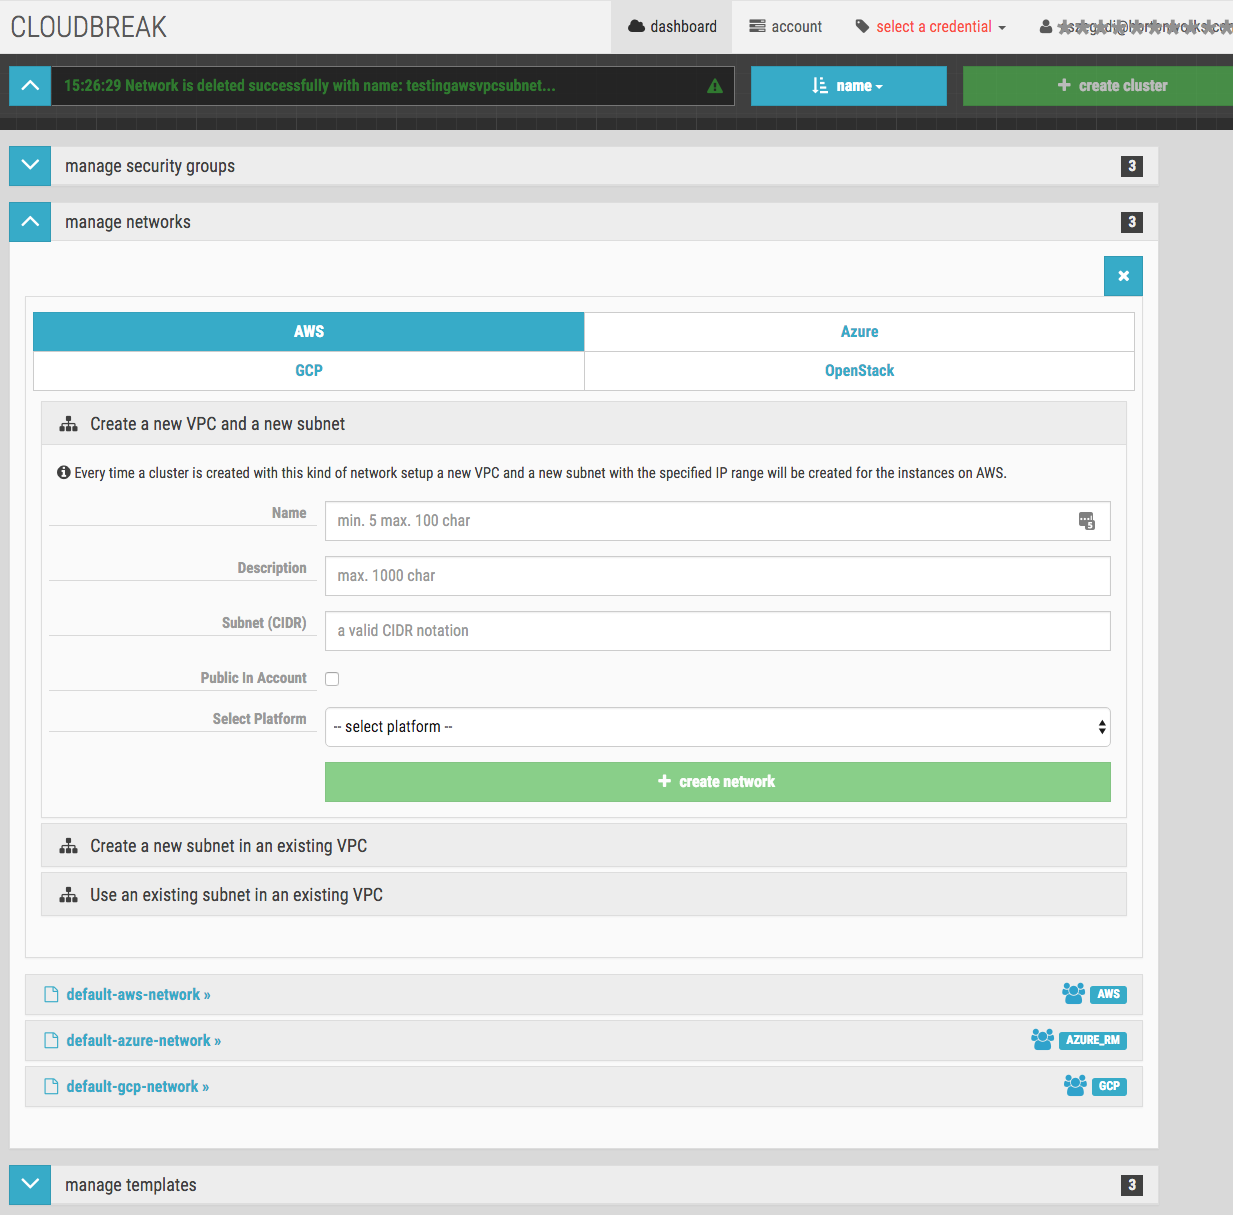 CLOUDBREAK
dashboard
account
select a credential
15:26:29 Network is deleted successfully with name: testingawsvpcsubnet...
name
create cluster
manage security groups
3
manage networks
3
AWS
Azure
GCP
OpenStack
Create a new VPC and a new subnet
Every time a cluster is created with this kind of network setup a new VPC and a new subnet with the specified IP range will be created for the instances on AWS.
Name
min. 5 max. 100 char
Description
max. 1000 char
Subnet (CIDR)
a valid CIDR notation
Public In Account
Select Platform
-- select platform --
create network
Create a new subnet in an existing VPC
Use an existing subnet in an existing VPC
default-aws-network »
AWS
default-azure-network »
AZURE_RM
default-gcp-network »
GCP
manage templates
3